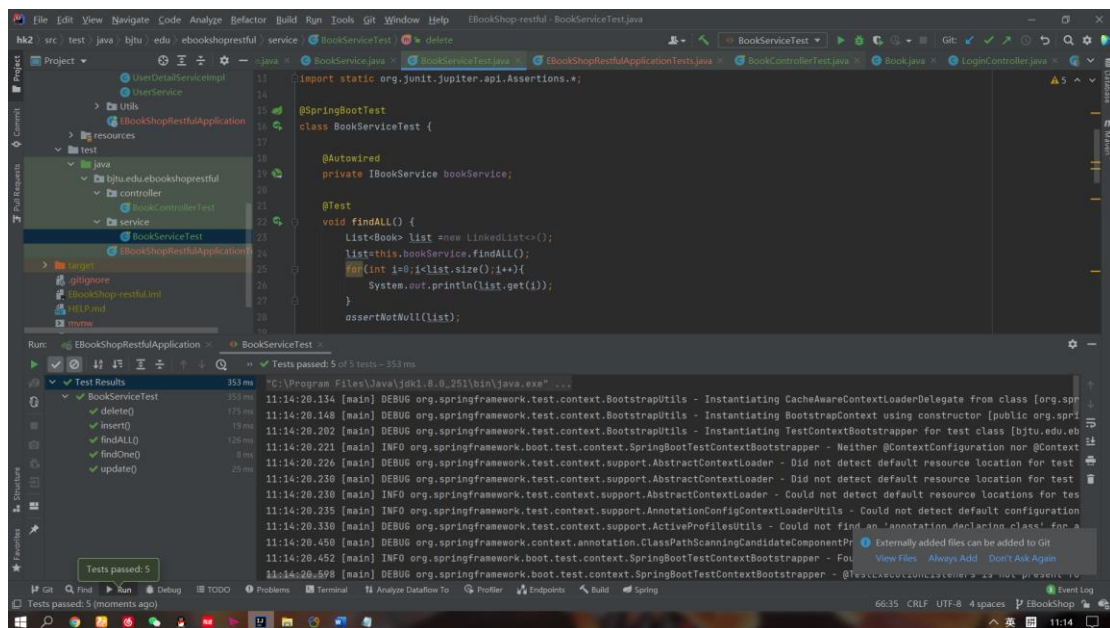 File Edit View Navigate Code Analyze Refactor Build Run Tools Git Window Help EBookShop-restful - BookServiceTest.java
hk2 src test java bjtu edu ebookshoprestful service BookServiceTest delete BookServiceTest Git:
Project
s.java BookService.java BookServiceTest.java EBookShopRestfulApplicationTests.java BookControllerTest.java Book.java LoginController.java
UserDetailServiceImpl
UserService
Utils
EBookShopRestfulApplication
resources
test
java
bjtu.edu.ebookshoprestful
controller
BookControllerTest
service
BookServiceTest
EBookShopRestfulApplicationT
target
.gitignore
EBookShop-restful.iml
HELP.md
mvnw
13 import static org.junit.jupiter.api.Assertions.*;
14
15 @SpringBootTest
16 class BookServiceTest {
17
18 @Autowired
19 private IBookService bookService;
20
21 @Test
22 void findALL() {
23 List<Book> list =new LinkedList<>();
24 list=this.bookService.findALL();
25 for(int i=0;i<list.size();i++){
26 System.out.println(list.get(i));
27 }
28 assertNotNull(list);
5
Project
Commit
Pull Requests
Structure
Favorites
Database
Maven
Run: EBookShopRestfulApplication BookServiceTest
Tests passed: 5 of 5 tests – 353 ms
Test Results 353 ms
BookServiceTest 353 ms
delete() 175 ms
insert() 19 ms
findALL() 126 ms
findOne() 8 ms
update() 25 ms
"C:\Program Files\Java\jdk1.8.0_251\bin\java.exe" ...
11:14:20.134 [main] DEBUG org.springframework.test.context.BootstrapUtils - Instantiating CacheAwareContextLoaderDelegate from class [org.spr
11:14:20.148 [main] DEBUG org.springframework.test.context.BootstrapUtils - Instantiating BootstrapContext using constructor [public org.spri
11:14:20.202 [main] DEBUG org.springframework.test.context.BootstrapUtils - Instantiating TestContextBootstrapper for test class [bjtu.edu.eb
11:14:20.221 [main] INFO org.springframework.boot.test.context.SpringBootTestContextBootstrapper - Neither @ContextConfiguration nor @Context
11:14:20.226 [main] DEBUG org.springframework.test.context.support.AbstractContextLoader - Did not detect default resource location for test
11:14:20.230 [main] DEBUG org.springframework.test.context.support.AbstractContextLoader - Did not detect default resource location for test
11:14:20.230 [main] INFO org.springframework.test.context.support.AbstractContextLoader - Could not detect default resource locations for tes
11:14:20.235 [main] INFO org.springframework.test.context.support.AnnotationConfigContextLoaderUtils - Could not detect default configuration
11:14:20.330 [main] DEBUG org.springframework.test.context.support.ActiveProfilesUtils - Could not find an 'annotation declaring class' for a
11:14:20.450 [main] DEBUG org.springframework.context.annotation.ClassPathScanningCandidateComponentPr
11:14:20.452 [main] INFO org.springframework.boot.test.context.SpringBootTestContextBootstrapper - Fou
11:14:20.598 [main] DEBUG org.springframework.boot.test.context.SpringBootTestContextBootstrapper - @TestExecutionListeners is not present fo
Externally added files can be added to Git
View Files Always Add Don't Ask Again
Tests passed: 5
Git Find Run Debug TODO Problems Terminal Analyze Dataflow To Profiler Endpoints Build Spring Event Log
Tests passed: 5 (moments ago) 66:35 CRLF UTF-8 4 spaces EBookShop
英 拼 11:14